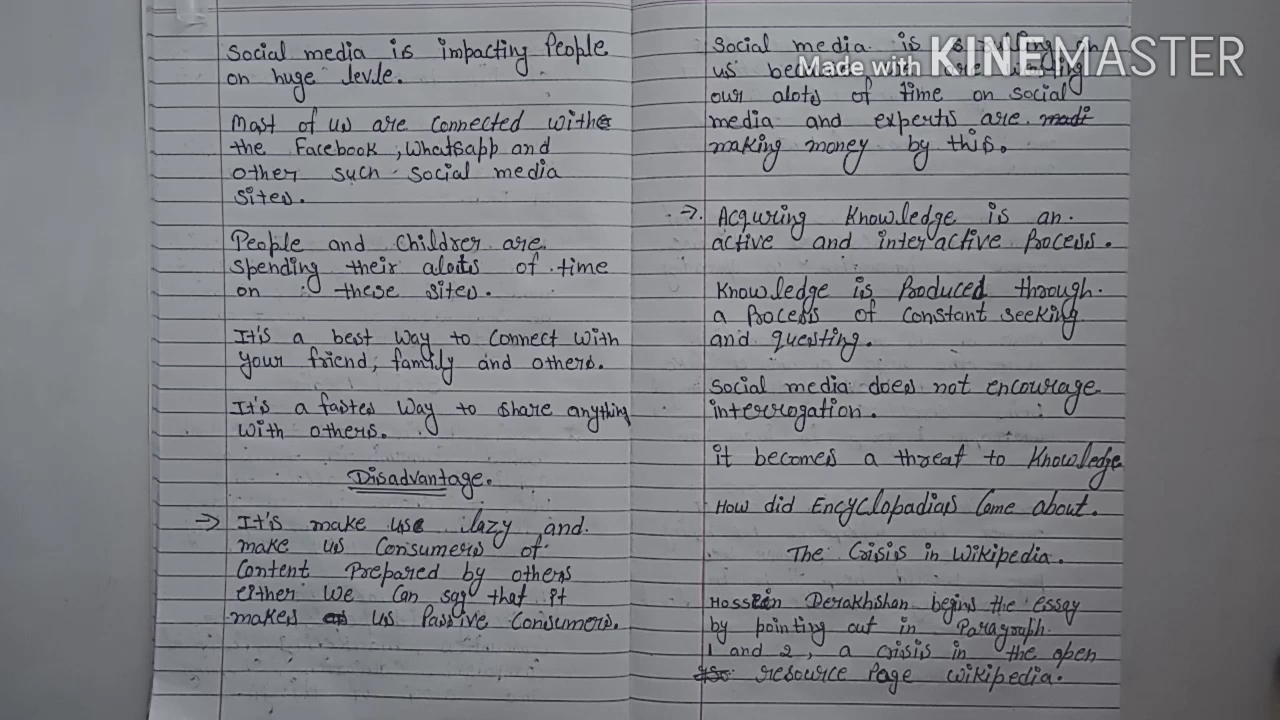 Social media is impacting People
on huge levle.
Mast of us are connected with
the Facebook, Whatsapp and
other such social media
sites.
People and children are
spending their alots of time
on these sites.
It's a best way to connect with
your friend, family and others.
It's a fastes way to share anything
with others.
Disadvantage.
⇒ It's make us lazy and
make us Consumers of
Content Prepared by others
either we can say that it
makes us Passive Consumers.
Social media is
us
our alots of time on social
media and experts are
making money by this.
⇒ Acquring Knowledge is an
active and interactive Process.
Knowledge is Produced through
a Process of constant seeking
and questing.
Social media does not encourage
interrogation.
it becomes a threat to Knowledge
How did Encyclopadias Come about.
The Crisis in Wikipedia.
Hossein Derakhshan begins the essay
by pointing out in Paragraph
1 and 2, a crisis in the open
resource Page Wikipedia.
Made with KINEMASTER